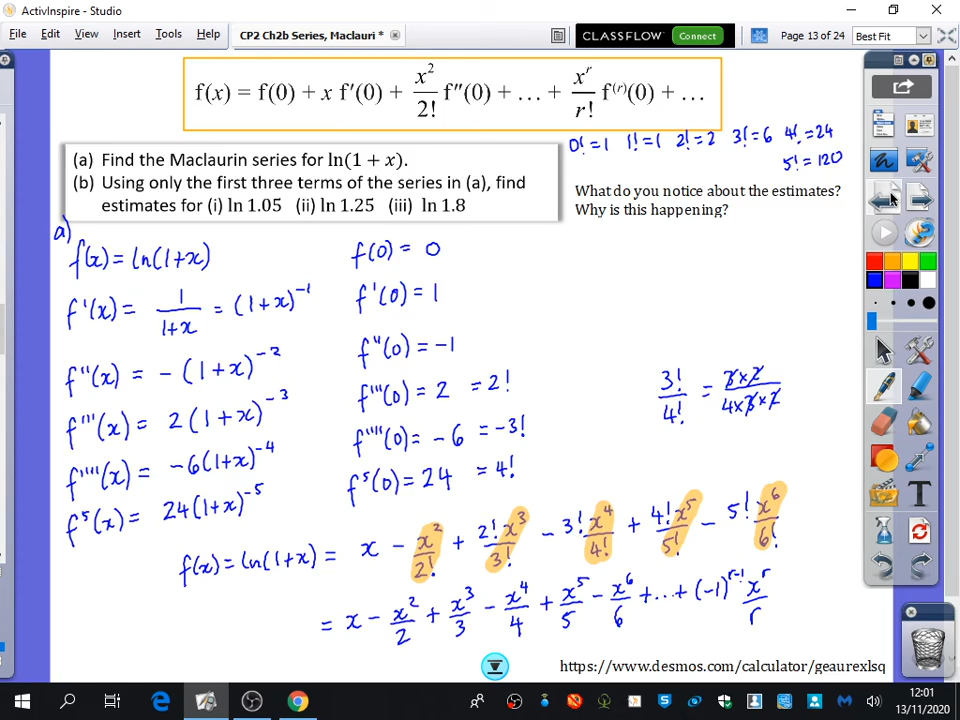 ActivInspire - Studio
File Edit View Insert Tools Help CP2 Ch2b Series, Maclauri * CLASSFLOW Connect Page 13 of 24 Best Fit
f(x) = f(0) + x f′(0) + x²/2! f″(0) + … + xʳ/r! f⁽ʳ⁾(0) + …
0! = 1 1! = 1 2! = 2 3! = 6 4! = 24
5! = 120
(a) Find the Maclaurin series for ln(1 + x).
(b) Using only the first three terms of the series in (a), find
estimates for (i) ln 1.05 (ii) ln 1.25 (iii) ln 1.8
What do you notice about the estimates?
Why is this happening?
a)
f(x) = ln(1+x) f(0) = 0
f'(x) = 1/(1+x) = (1+x)⁻¹ f'(0) = 1
f''(x) = -(1+x)⁻² f''(0) = -1
f'''(x) = 2(1+x)⁻³ f'''(0) = 2 = 2!
3!/4! = (3×2)/(4×3×2)
f''''(x) = -6(1+x)⁻⁴ f''''(0) = -6 = -3!
f⁵(x) = 24(1+x)⁻⁵ f⁵(0) = 24 = 4!
f(x) = ln(1+x) = x - x²/2! + 2!x³/3! - 3!x⁴/4! + 4!x⁵/5! - 5!x⁶/6!
= x - x²/2 + x³/3 - x⁴/4 + x⁵/5 - x⁶/6 + ... + (-1)ʳ⁻¹ xʳ/r
https://www.desmos.com/calculator/geaurexlsq
12:01
13/11/2020